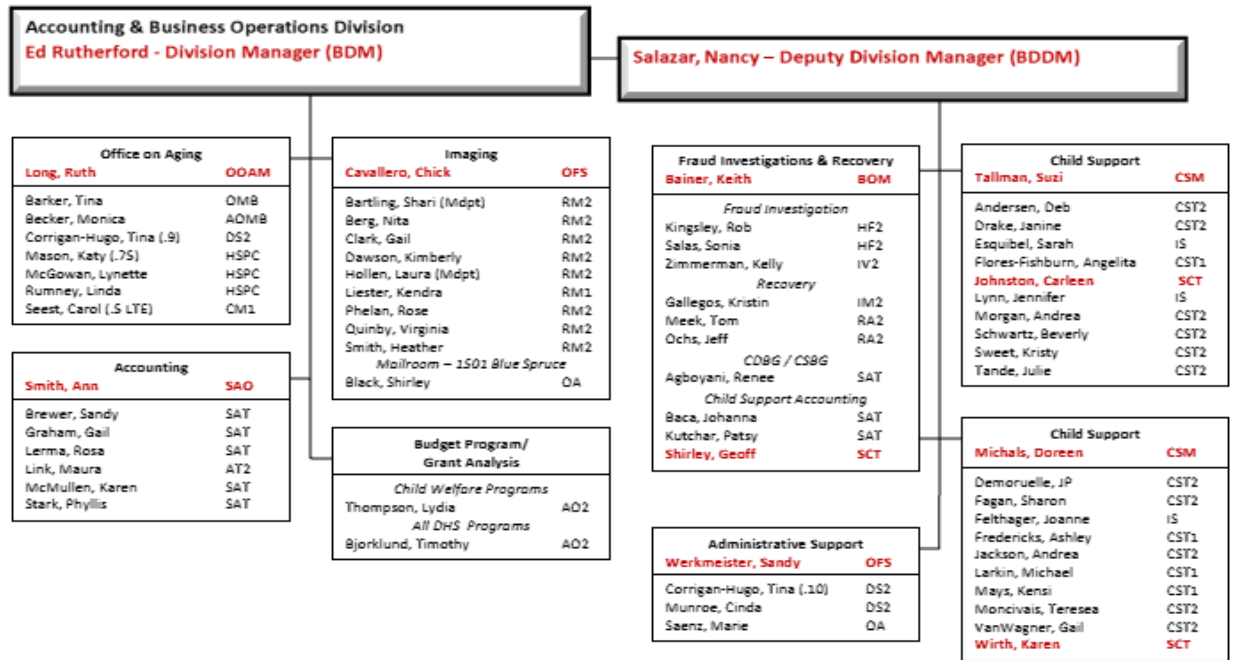 Accounting & Business Operations Division
Ed Rutherford - Division Manager (BDM)
Salazar, Nancy – Deputy Division Manager (BDDM)
Office on Aging
Long, Ruth OOAM
Barker, Tina OMB
Becker, Monica AOMB
Corrigan-Hugo, Tina (.9) DS2
Mason, Katy (.75) HSPC
McGowan, Lynette HSPC
Rumney, Linda HSPC
Seest, Carol (.5 LTE) CM1
Accounting
Smith, Ann SAO
Brewer, Sandy SAT
Graham, Gail SAT
Lerma, Rosa SAT
Link, Maura AT2
McMullen, Karen SAT
Stark, Phyllis SAT
Imaging
Cavallero, Chick OFS
Bartling, Shari (Mdpt) RM2
Berg, Nita RM2
Clark, Gail RM2
Dawson, Kimberly RM2
Hollen, Laura (Mdpt) RM2
Liester, Kendra RM1
Phelan, Rose RM2
Quinby, Virginia RM2
Smith, Heather RM2
Mailroom – 1501 Blue Spruce
Black, Shirley OA
Budget Program/
Grant Analysis
Child Welfare Programs
Thompson, Lydia AO2
All DHS Programs
Bjorklund, Timothy AO2
Fraud Investigations & Recovery
Bainer, Keith BOM
Fraud Investigation
Kingsley, Rob HF2
Salas, Sonia HF2
Zimmerman, Kelly IV2
Recovery
Gallegos, Kristin IM2
Meek, Tom RA2
Ochs, Jeff RA2
CDBG / CSBG
Agboyani, Renee SAT
Child Support Accounting
Baca, Johanna SAT
Kutchar, Patsy SAT
Shirley, Geoff SCT
Administrative Support
Werkmeister, Sandy OFS
Corrigan-Hugo, Tina (.10) DS2
Munroe, Cinda DS2
Saenz, Marie OA
Child Support
Tallman, Suzi CSM
Andersen, Deb CST2
Drake, Janine CST2
Esquibel, Sarah IS
Flores-Fishburn, Angelita CST1
Johnston, Carleen SCT
Lynn, Jennifer IS
Morgan, Andrea CST2
Schwartz, Beverly CST2
Sweet, Kristy CST2
Tande, Julie CST2
Child Support
Michals, Doreen CSM
Demoruelle, JP CST2
Fagan, Sharon CST2
Felthager, Joanne IS
Fredericks, Ashley CST1
Jackson, Andrea CST2
Larkin, Michael CST1
Mays, Kensi CST1
Moncivais, Teresea CST2
VanWagner, Gail CST2
Wirth, Karen SCT